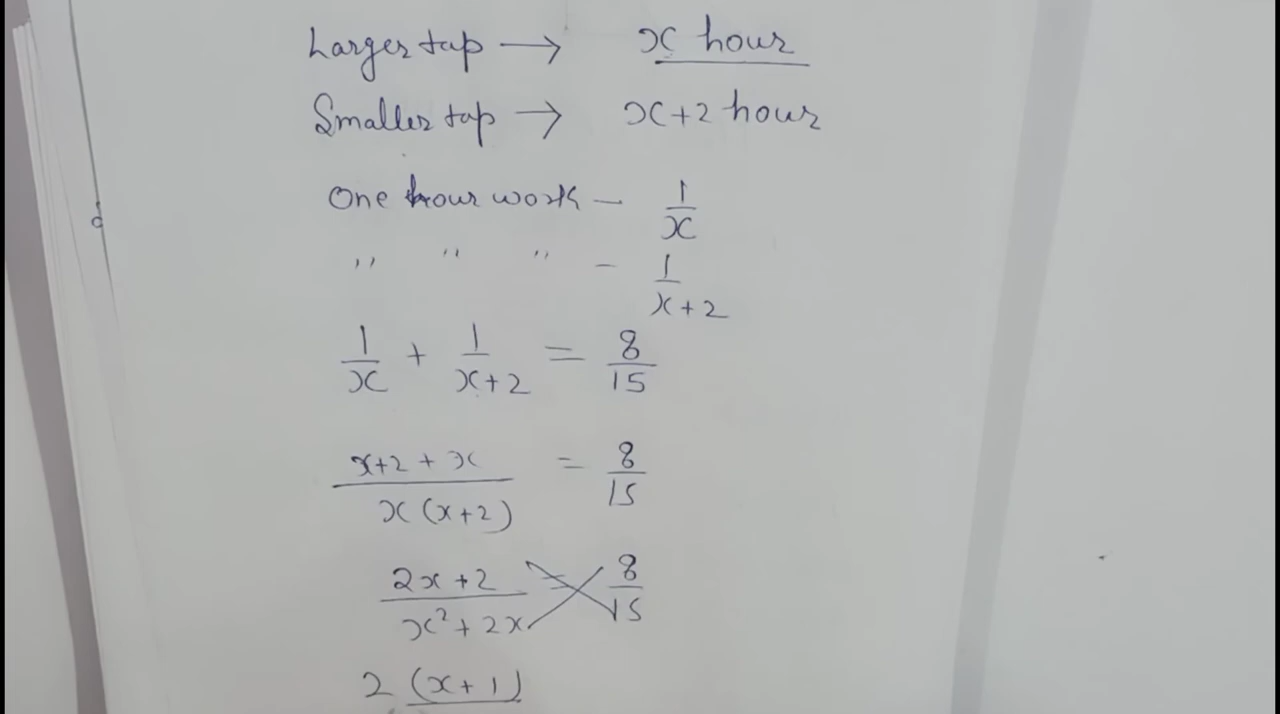 Larger tap → x hour
Smaller tap → x+2 hour
One hour work - 1/x
" " " - 1/x+2
1/x + 1/x+2 = 8/15
x+2+x / x(x+2) = 8/15
2x+2 / x²+2x = 8/15
2 (x+1)